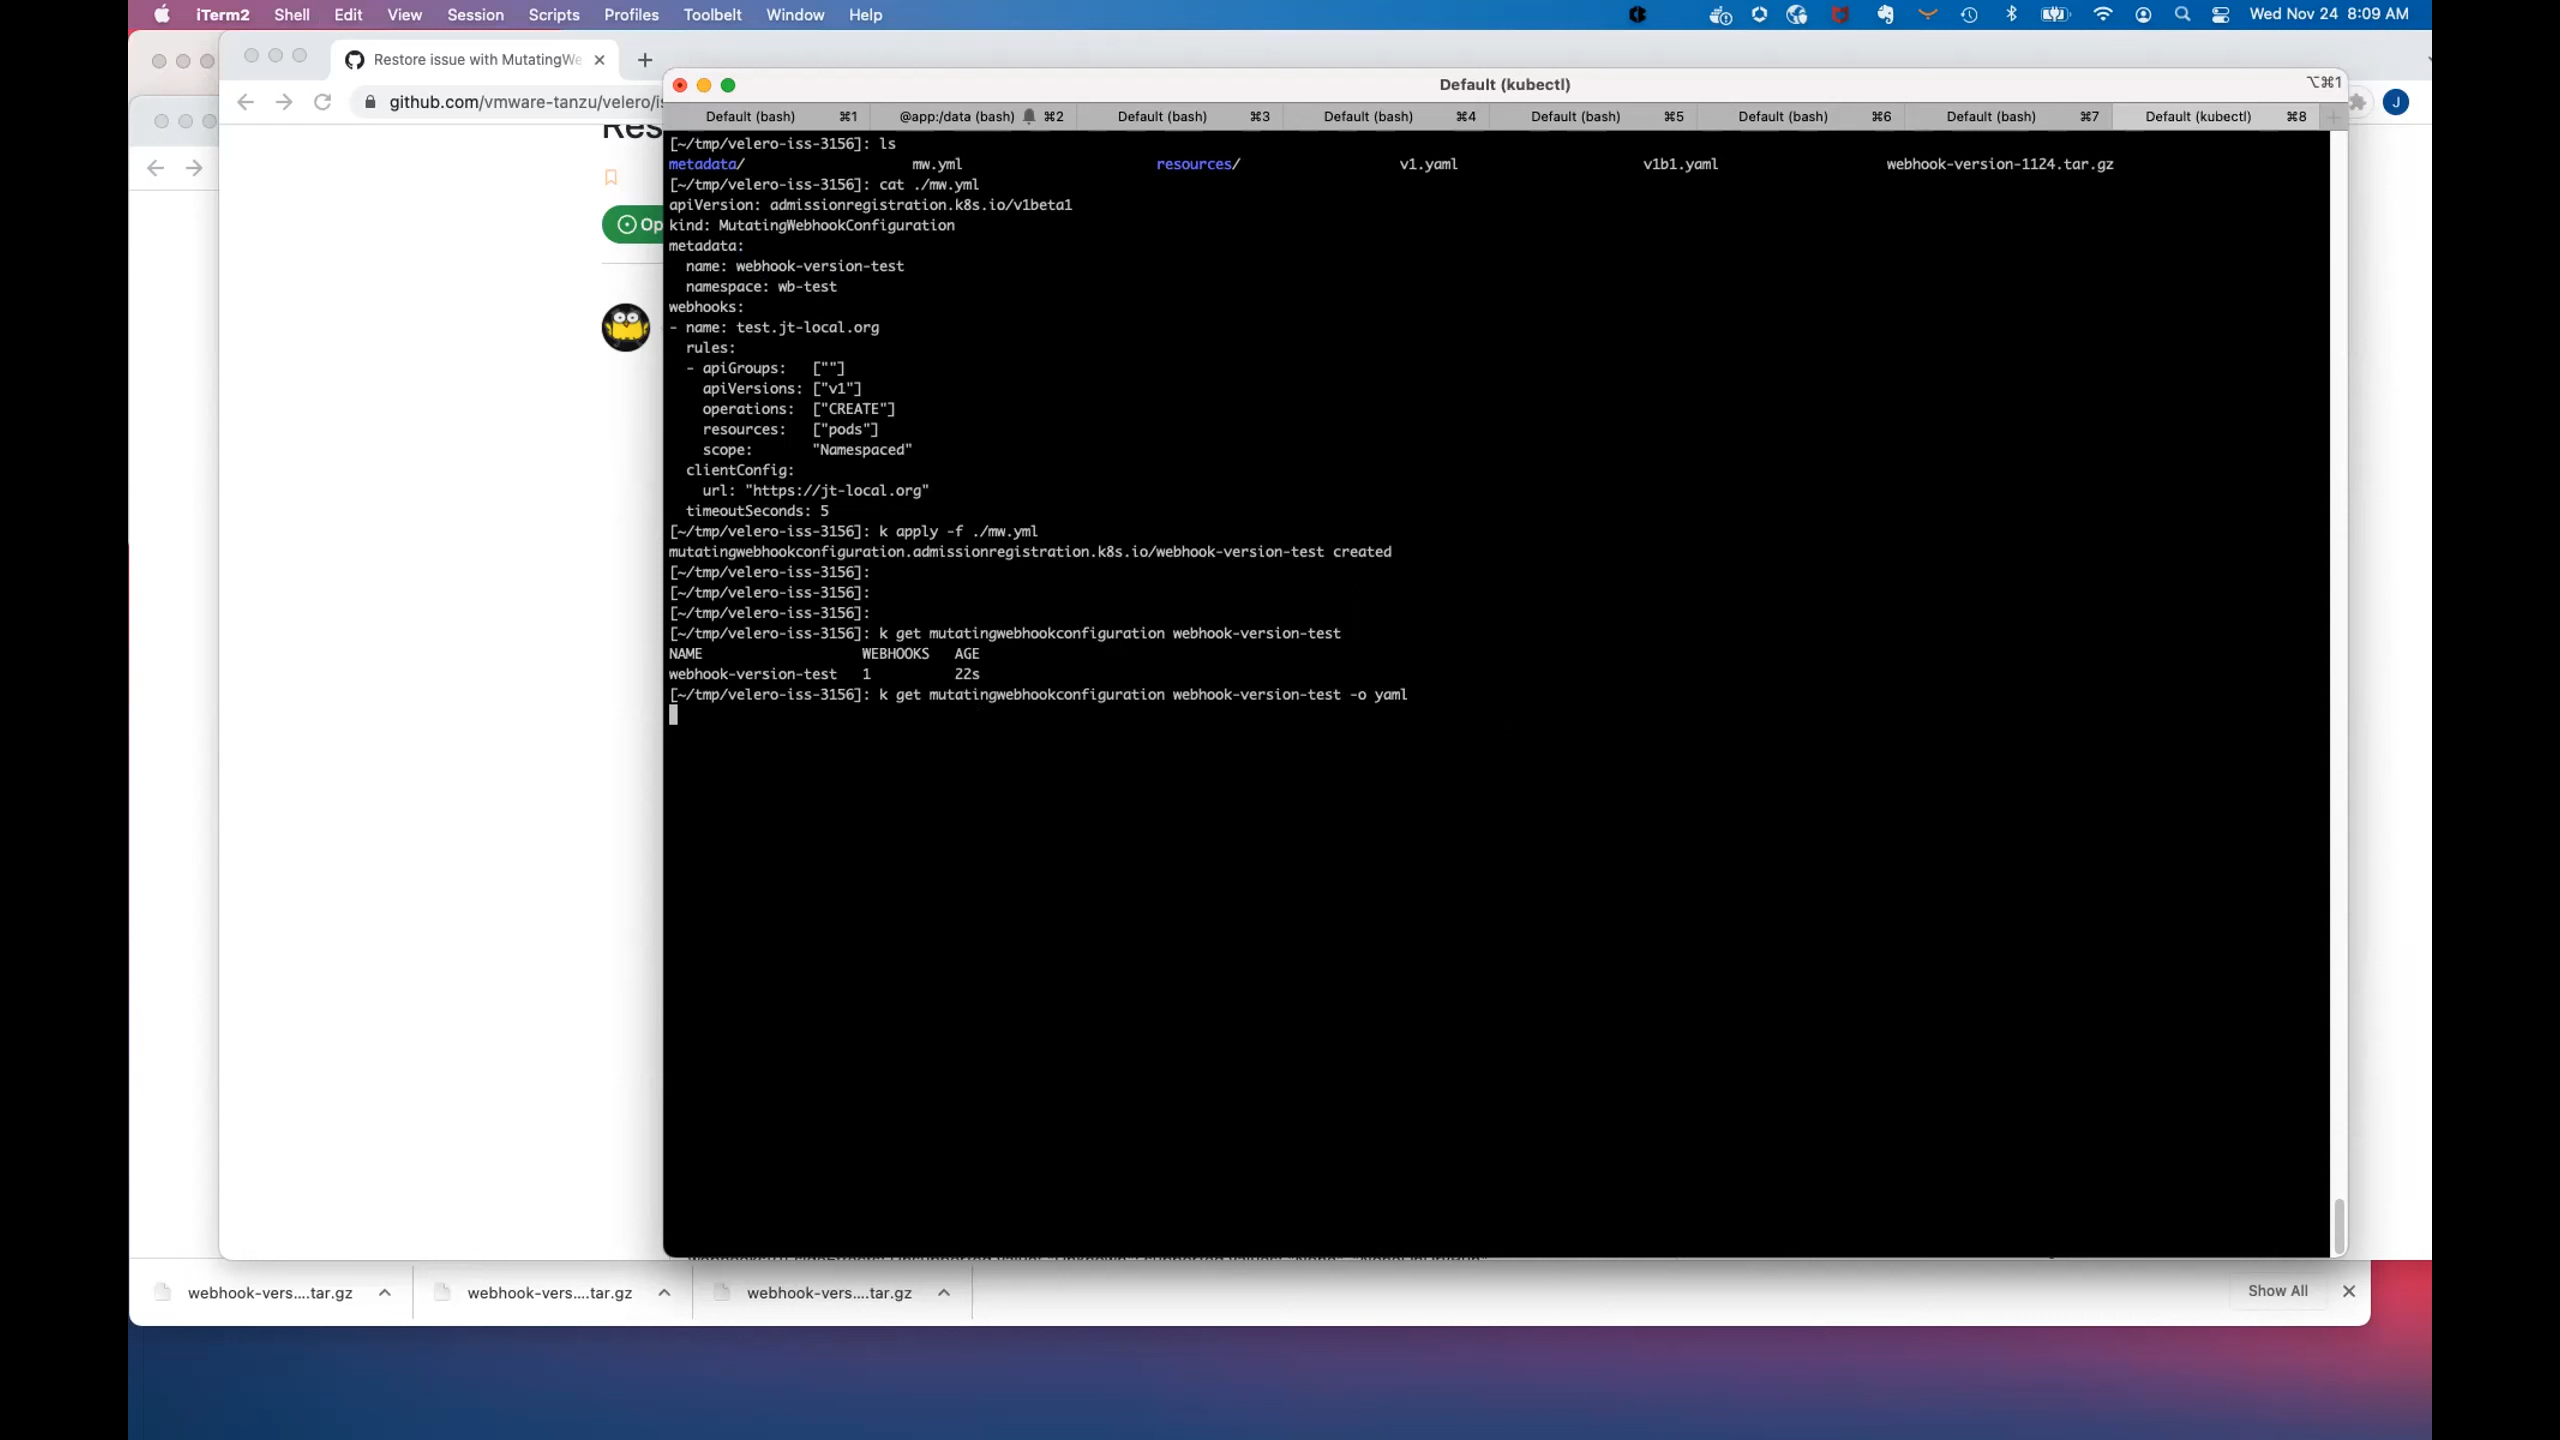 iTerm2 Shell Edit View Session Scripts Profiles Toolbelt Window Help Wed Nov 24 8:09 AM
Restore issue with MutatingWe
github.com/vmware-tanzu/velero/is
J
Default (kubectl) ⌥⌘1
Default (bash) ⌘1 @app:/data (bash) ⌘2 Default (bash) ⌘3 Default (bash) ⌘4 Default (bash) ⌘5 Default (bash) ⌘6 Default (bash) ⌘7 Default (kubectl) ⌘8
Res
Op
[~/tmp/velero-iss-3156]: ls
metadata/ mw.yml resources/ v1.yaml v1b1.yaml webhook-version-1124.tar.gz
[~/tmp/velero-iss-3156]: cat ./mw.yml
apiVersion: admissionregistration.k8s.io/v1beta1
kind: MutatingWebhookConfiguration
metadata:
  name: webhook-version-test
  namespace: wb-test
webhooks:
- name: test.jt-local.org
  rules:
  - apiGroups:   [""]
    apiVersions: ["v1"]
    operations:  ["CREATE"]
    resources:   ["pods"]
    scope:       "Namespaced"
  clientConfig:
    url: "https://jt-local.org"
  timeoutSeconds: 5
[~/tmp/velero-iss-3156]: k apply -f ./mw.yml
mutatingwebhookconfiguration.admissionregistration.k8s.io/webhook-version-test created
[~/tmp/velero-iss-3156]:
[~/tmp/velero-iss-3156]:
[~/tmp/velero-iss-3156]:
[~/tmp/velero-iss-3156]: k get mutatingwebhookconfiguration webhook-version-test
NAME                   WEBHOOKS   AGE
webhook-version-test   1          22s
[~/tmp/velero-iss-3156]: k get mutatingwebhookconfiguration webhook-version-test -o yaml
webhook-vers....tar.gz webhook-vers....tar.gz webhook-vers....tar.gz Show All